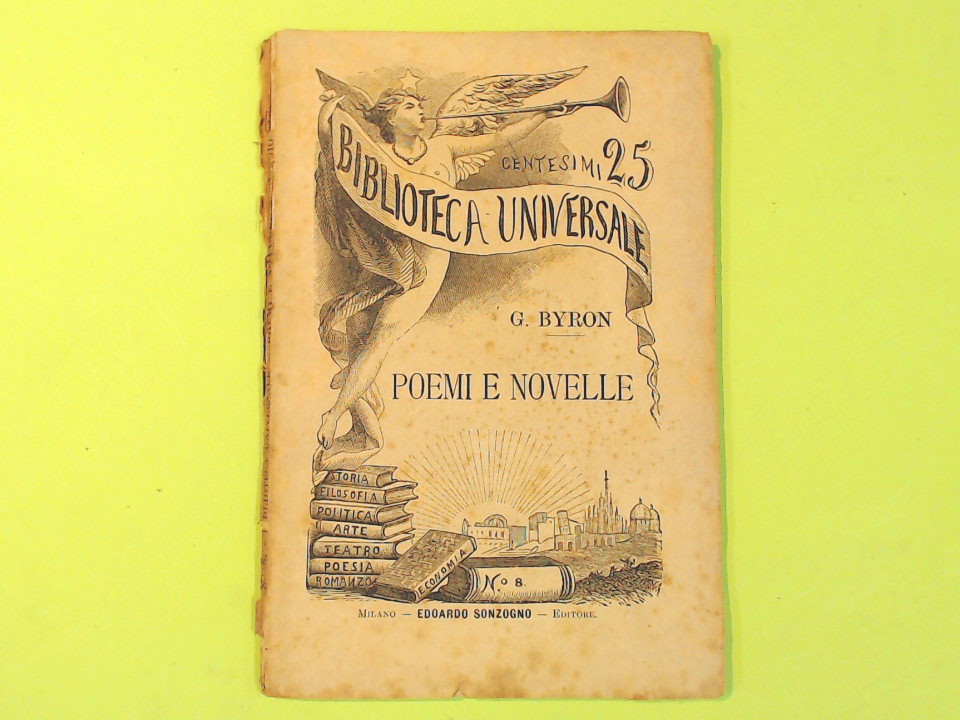 CENTESIMI 25
BIBLIOTECA UNIVERSALE
G. BYRON
POEMI E NOVELLE
STORIA
FILOSOFIA
POLITICA
ARTE
TEATRO
POESIA
ROMANZO
ECONOMIA
N.o 8.
MILANO — EDOARDO SONZOGNO — EDITORE.